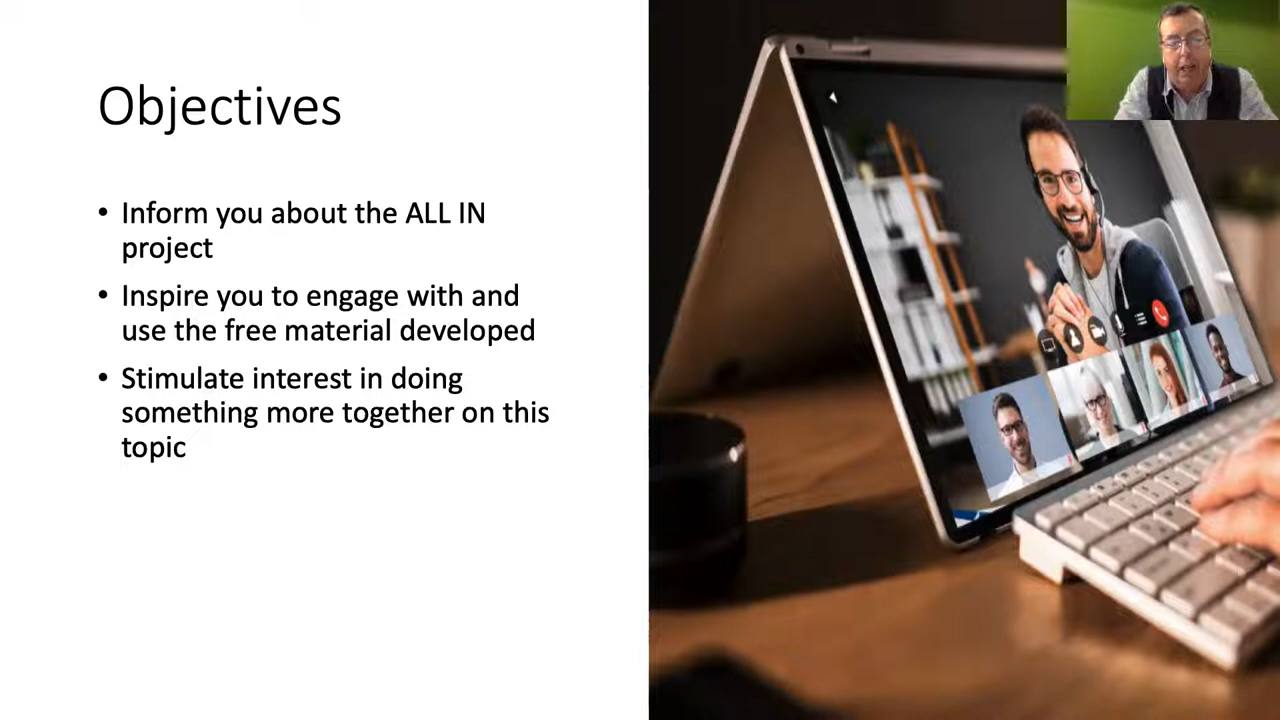 Objectives
• Inform you about the ALL IN
project
• Inspire you to engage with and
use the free material developed
• Stimulate interest in doing
something more together on this
topic